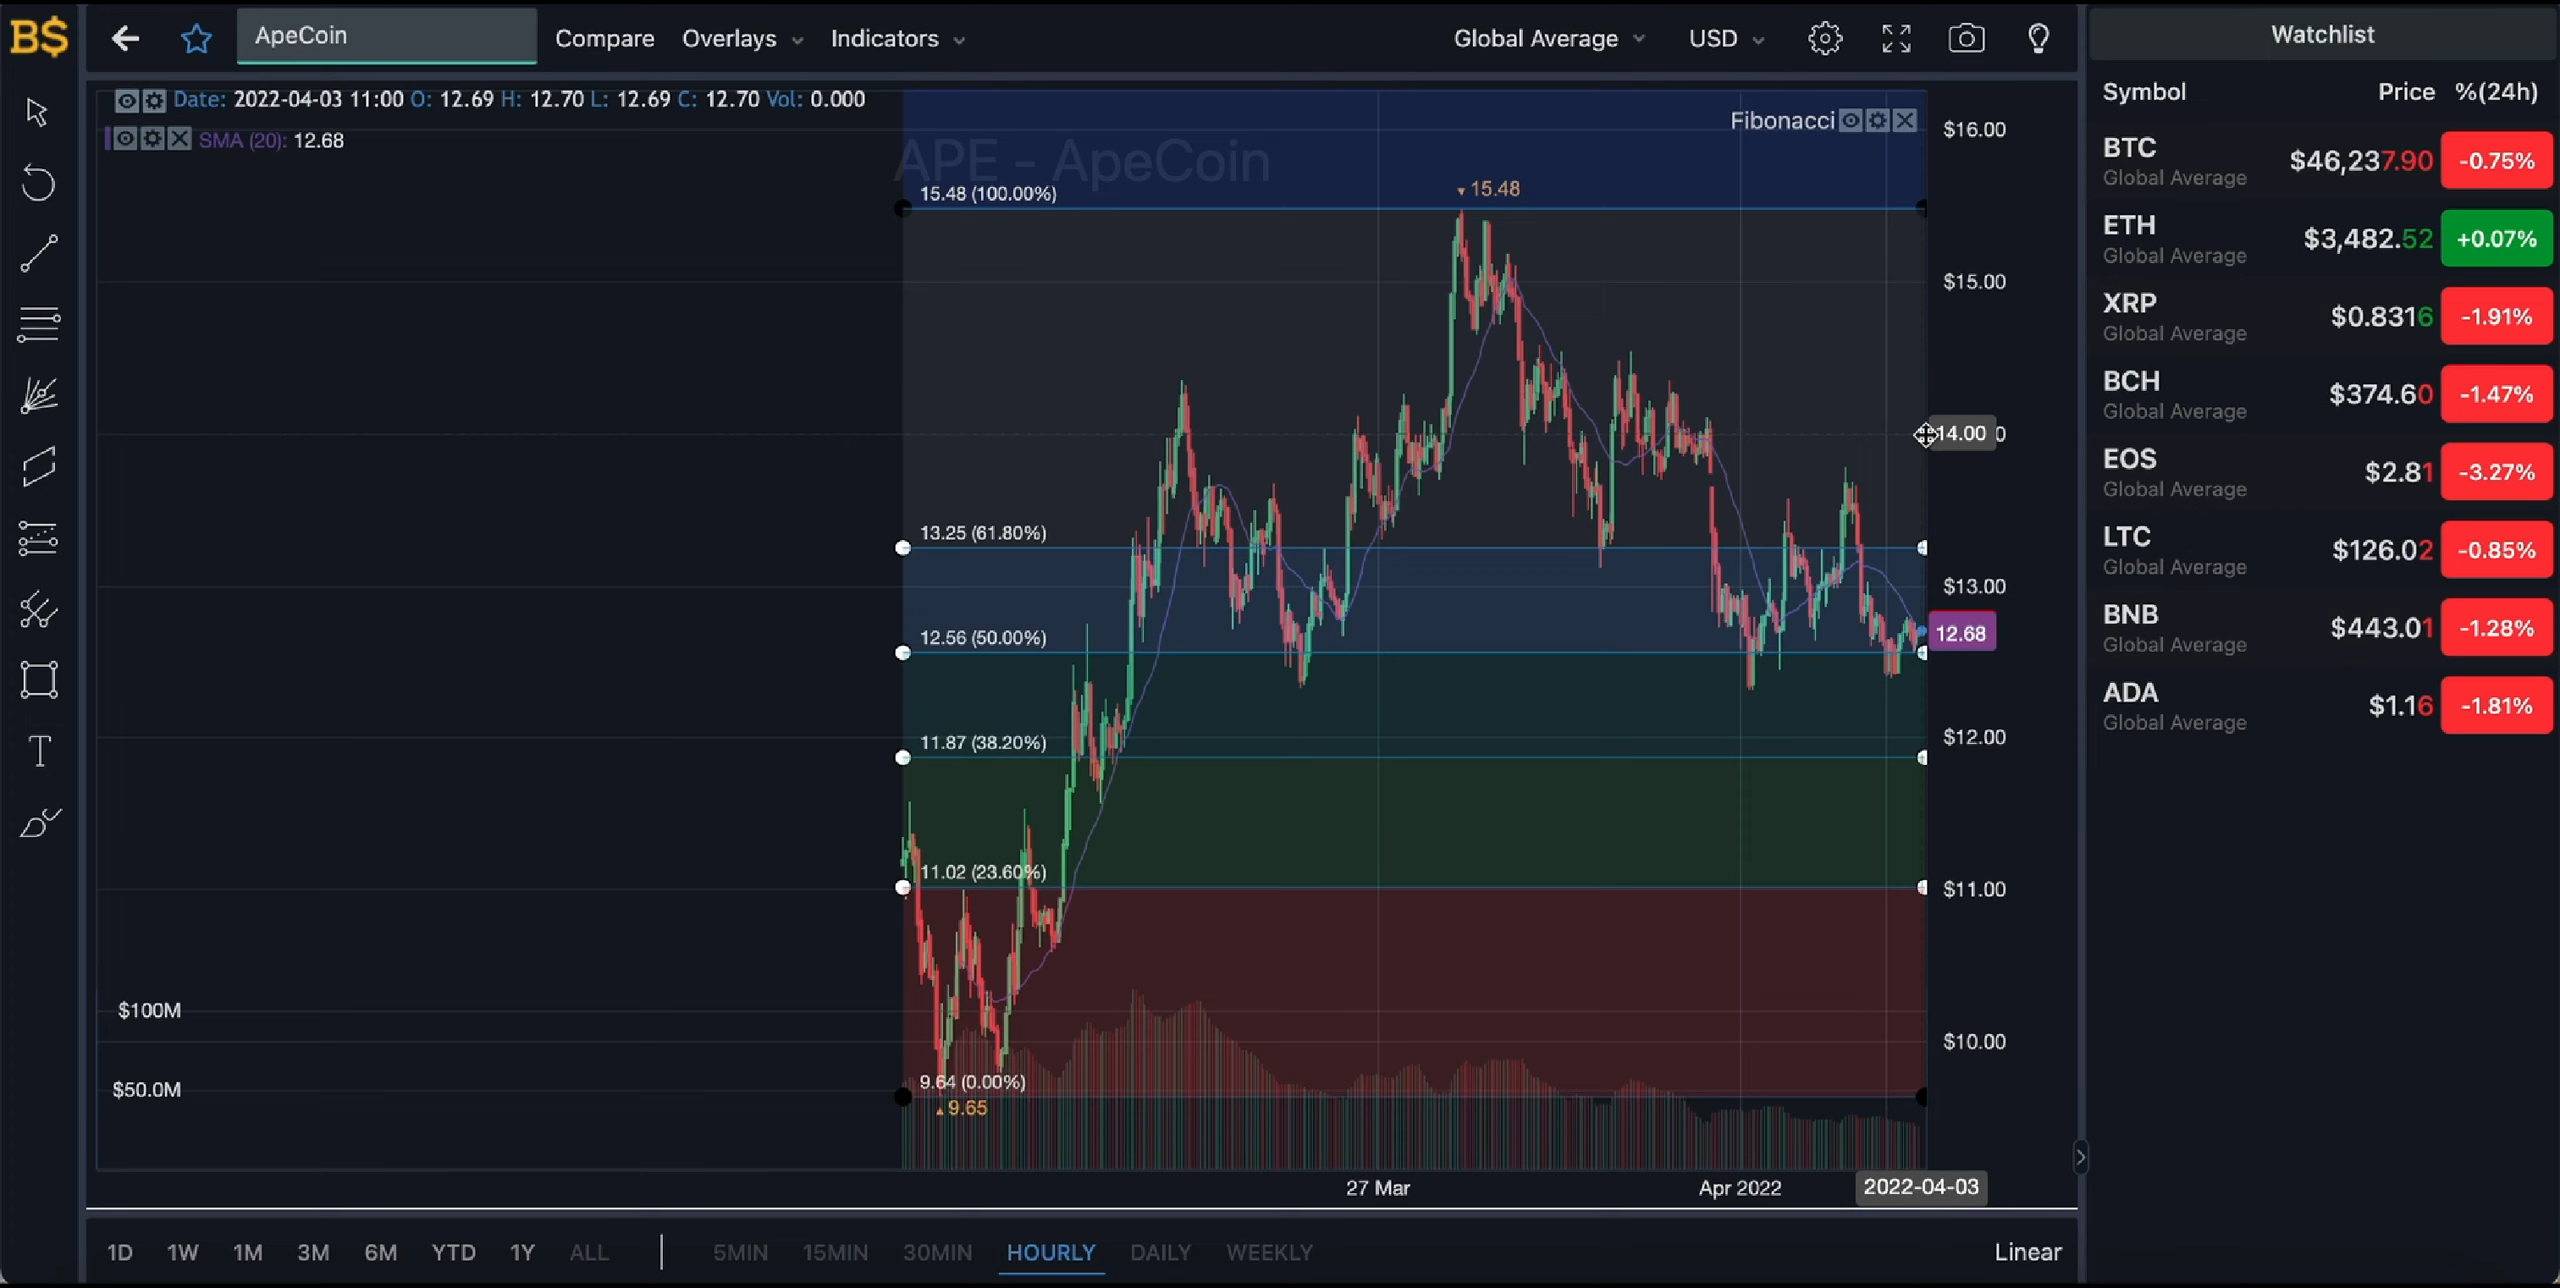 B$
ApeCoin
Compare
Overlays
Indicators
Global Average
USD
Date: 2022-04-03 11:00 O: 12.69 H: 12.70 L: 12.69 C: 12.70 Vol: 0.000
SMA (20): 12.68
Fibonacci
APE - ApeCoin
15.48 (100.00%)
▾ 15.48
13.25 (61.80%)
12.56 (50.00%)
11.87 (38.20%)
11.02 (23.60%)
9.64 (0.00%)
▴ 9.65
$16.00
$15.00
14.00 0
$13.00
12.68
$12.00
$11.00
$10.00
$100M
$50.0M
27 Mar
Apr 2022
2022-04-03
T
1D 1W 1M 3M 6M YTD 1Y ALL
5MIN 15MIN 30MIN HOURLY DAILY WEEKLY
Linear
Watchlist
Symbol Price %(24h)
BTC $46,237.90 -0.75%
Global Average
ETH $3,482.52 +0.07%
Global Average
XRP $0.8316 -1.91%
Global Average
BCH $374.60 -1.47%
Global Average
EOS $2.81 -3.27%
Global Average
LTC $126.02 -0.85%
Global Average
BNB $443.01 -1.28%
Global Average
ADA $1.16 -1.81%
Global Average